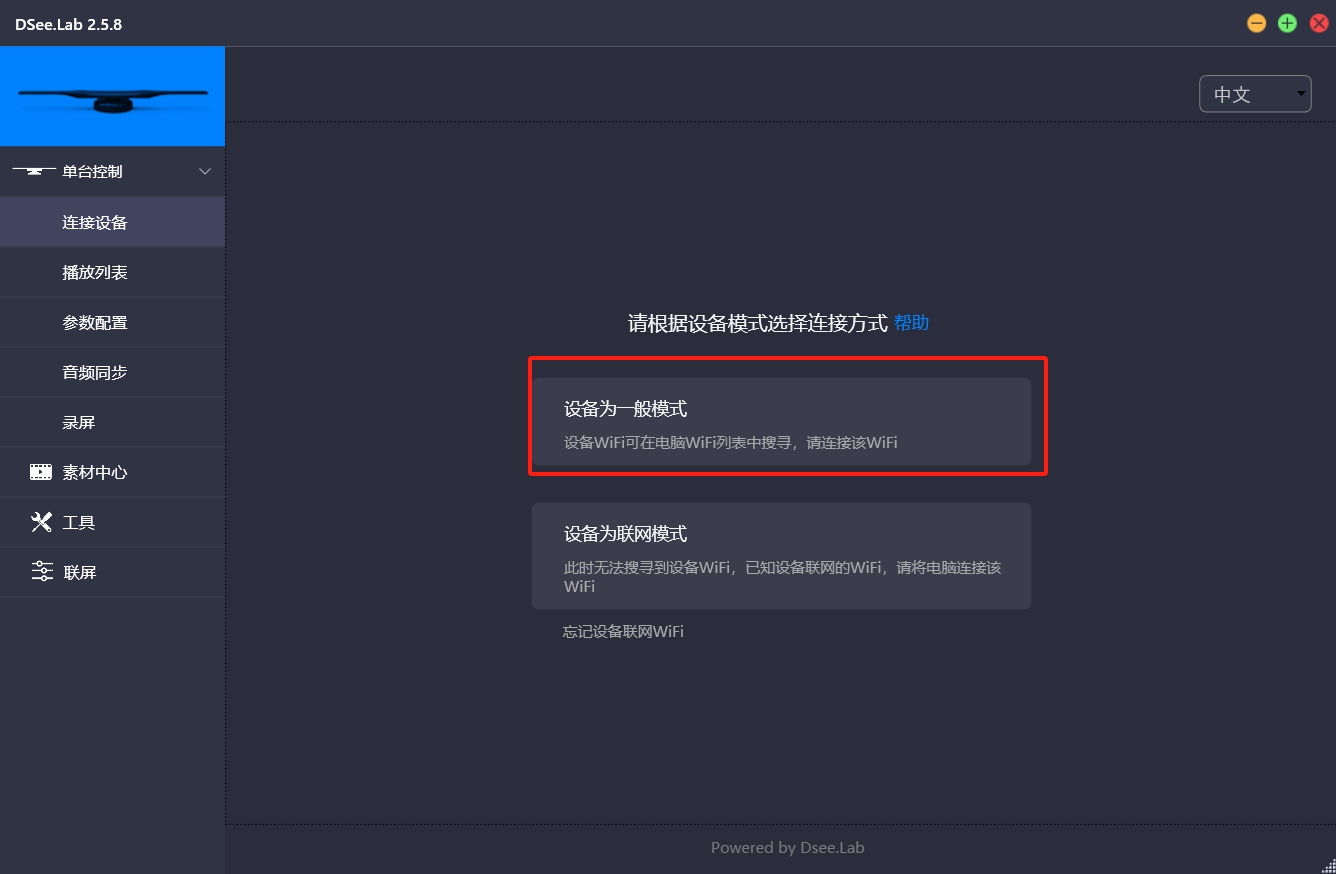 DSee.Lab 2.5.8
中文
单台控制
连接设备
播放列表
参数配置
音频同步
录屏
素材中心
工具
联屏
请根据设备模式选择连接方式 帮助
设备为一般模式
设备WiFi可在电脑WiFi列表中搜寻，请连接该WiFi
设备为联网模式
此时无法搜寻到设备WiFi，已知设备联网的WiFi，请将电脑连接该
WiFi
忘记设备联网WiFi
Powered by Dsee.Lab